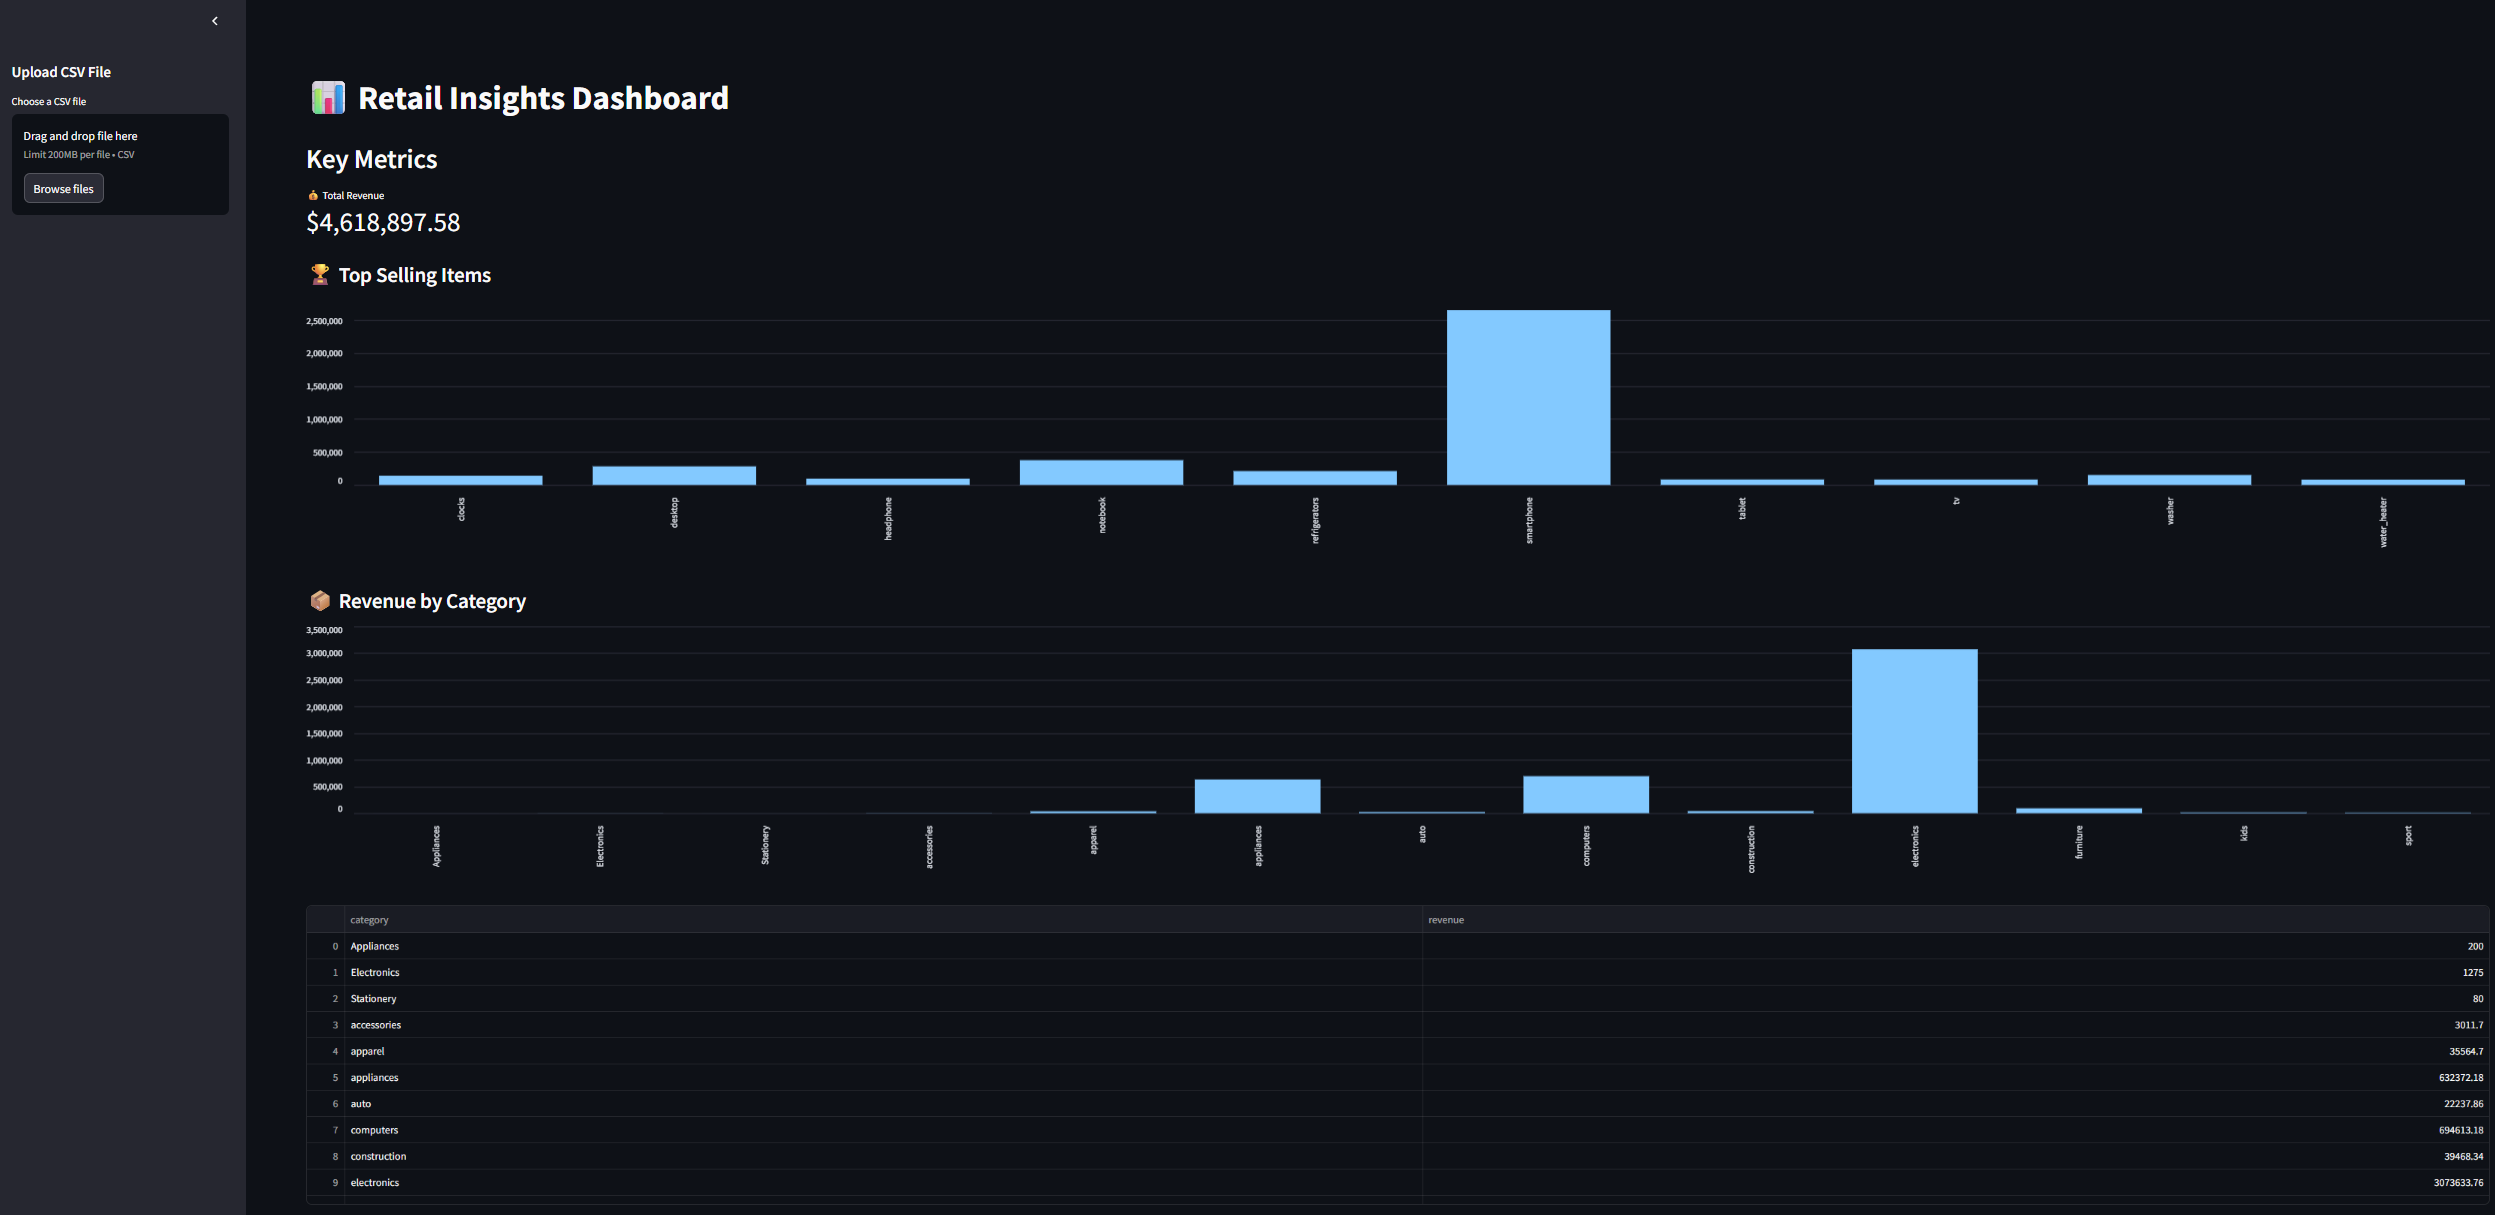 Upload CSV File
Choose a CSV file
Drag and drop file here
Limit 200MB per file • CSV
Browse files
Retail Insights Dashboard
Key Metrics
Total Revenue
$4,618,897.58
Top Selling Items
2,500,000
2,000,000
1,500,000
1,000,000
500,000
0
clocks
desktop
headphone
notebook
refrigerators
smartphone
tablet
tv
washer
water_heater
Revenue by Category
3,500,000
3,000,000
2,500,000
2,000,000
1,500,000
1,000,000
500,000
0
Appliances
Electronics
Stationery
accessories
apparel
appliances
auto
computers
construction
electronics
furniture
kids
sport
category revenue
0 Appliances 200
1 Electronics 1275
2 Stationery 80
3 accessories 3011.7
4 apparel 35564.7
5 appliances 632372.18
6 auto 22237.86
7 computers 694613.18
8 construction 39468.34
9 electronics 3073633.76